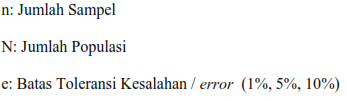 n: Jumlah Sampel
N: Jumlah Populasi
e: Batas Toleransi Kesalahan / error (1%, 5%, 10%)